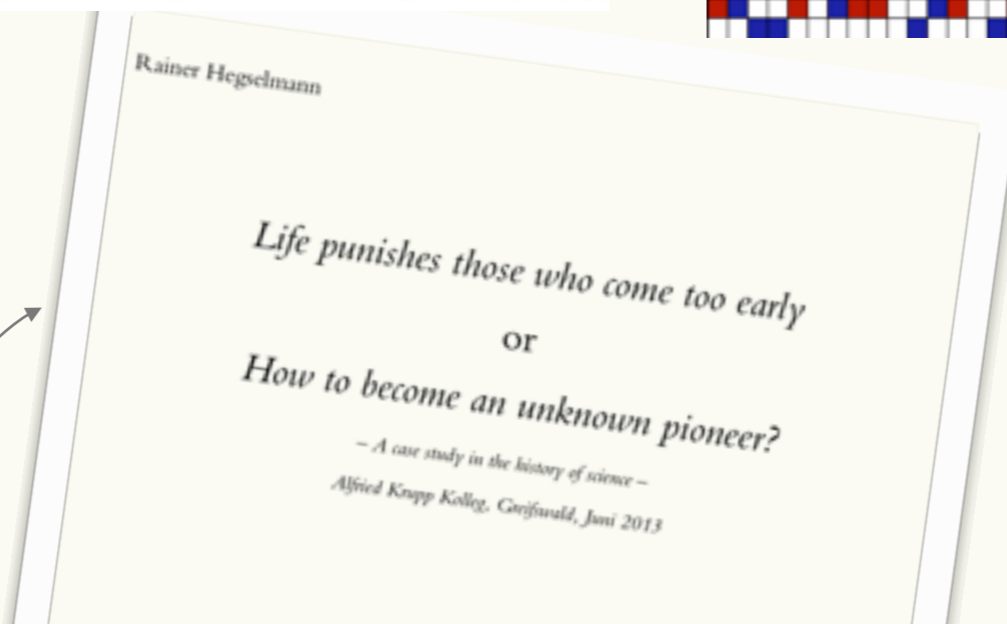 Rainer Hegselmann
Life punishes those who come too early
or
How to become an unknown pioneer?
– A case study in the history of science –
Alfried Krupp Kolleg, Greifswald, Juni 2013